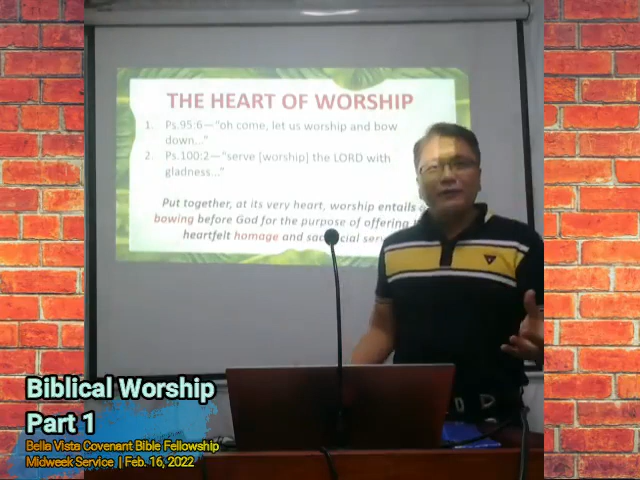 THE HEART OF WORSHIP
1. Ps.95:6—"oh come, let us worship and bow
down..."
2. Ps.100:2—"serve [worship] the LORD with
gladness..."
Put together, at its very heart, worship entails
bowing before God for the purpose of offering
heartfelt homage and
Biblical Worship
Part 1
Bella Vista Covenant Bible Fellowship
Midweek Service | Feb. 16, 2022